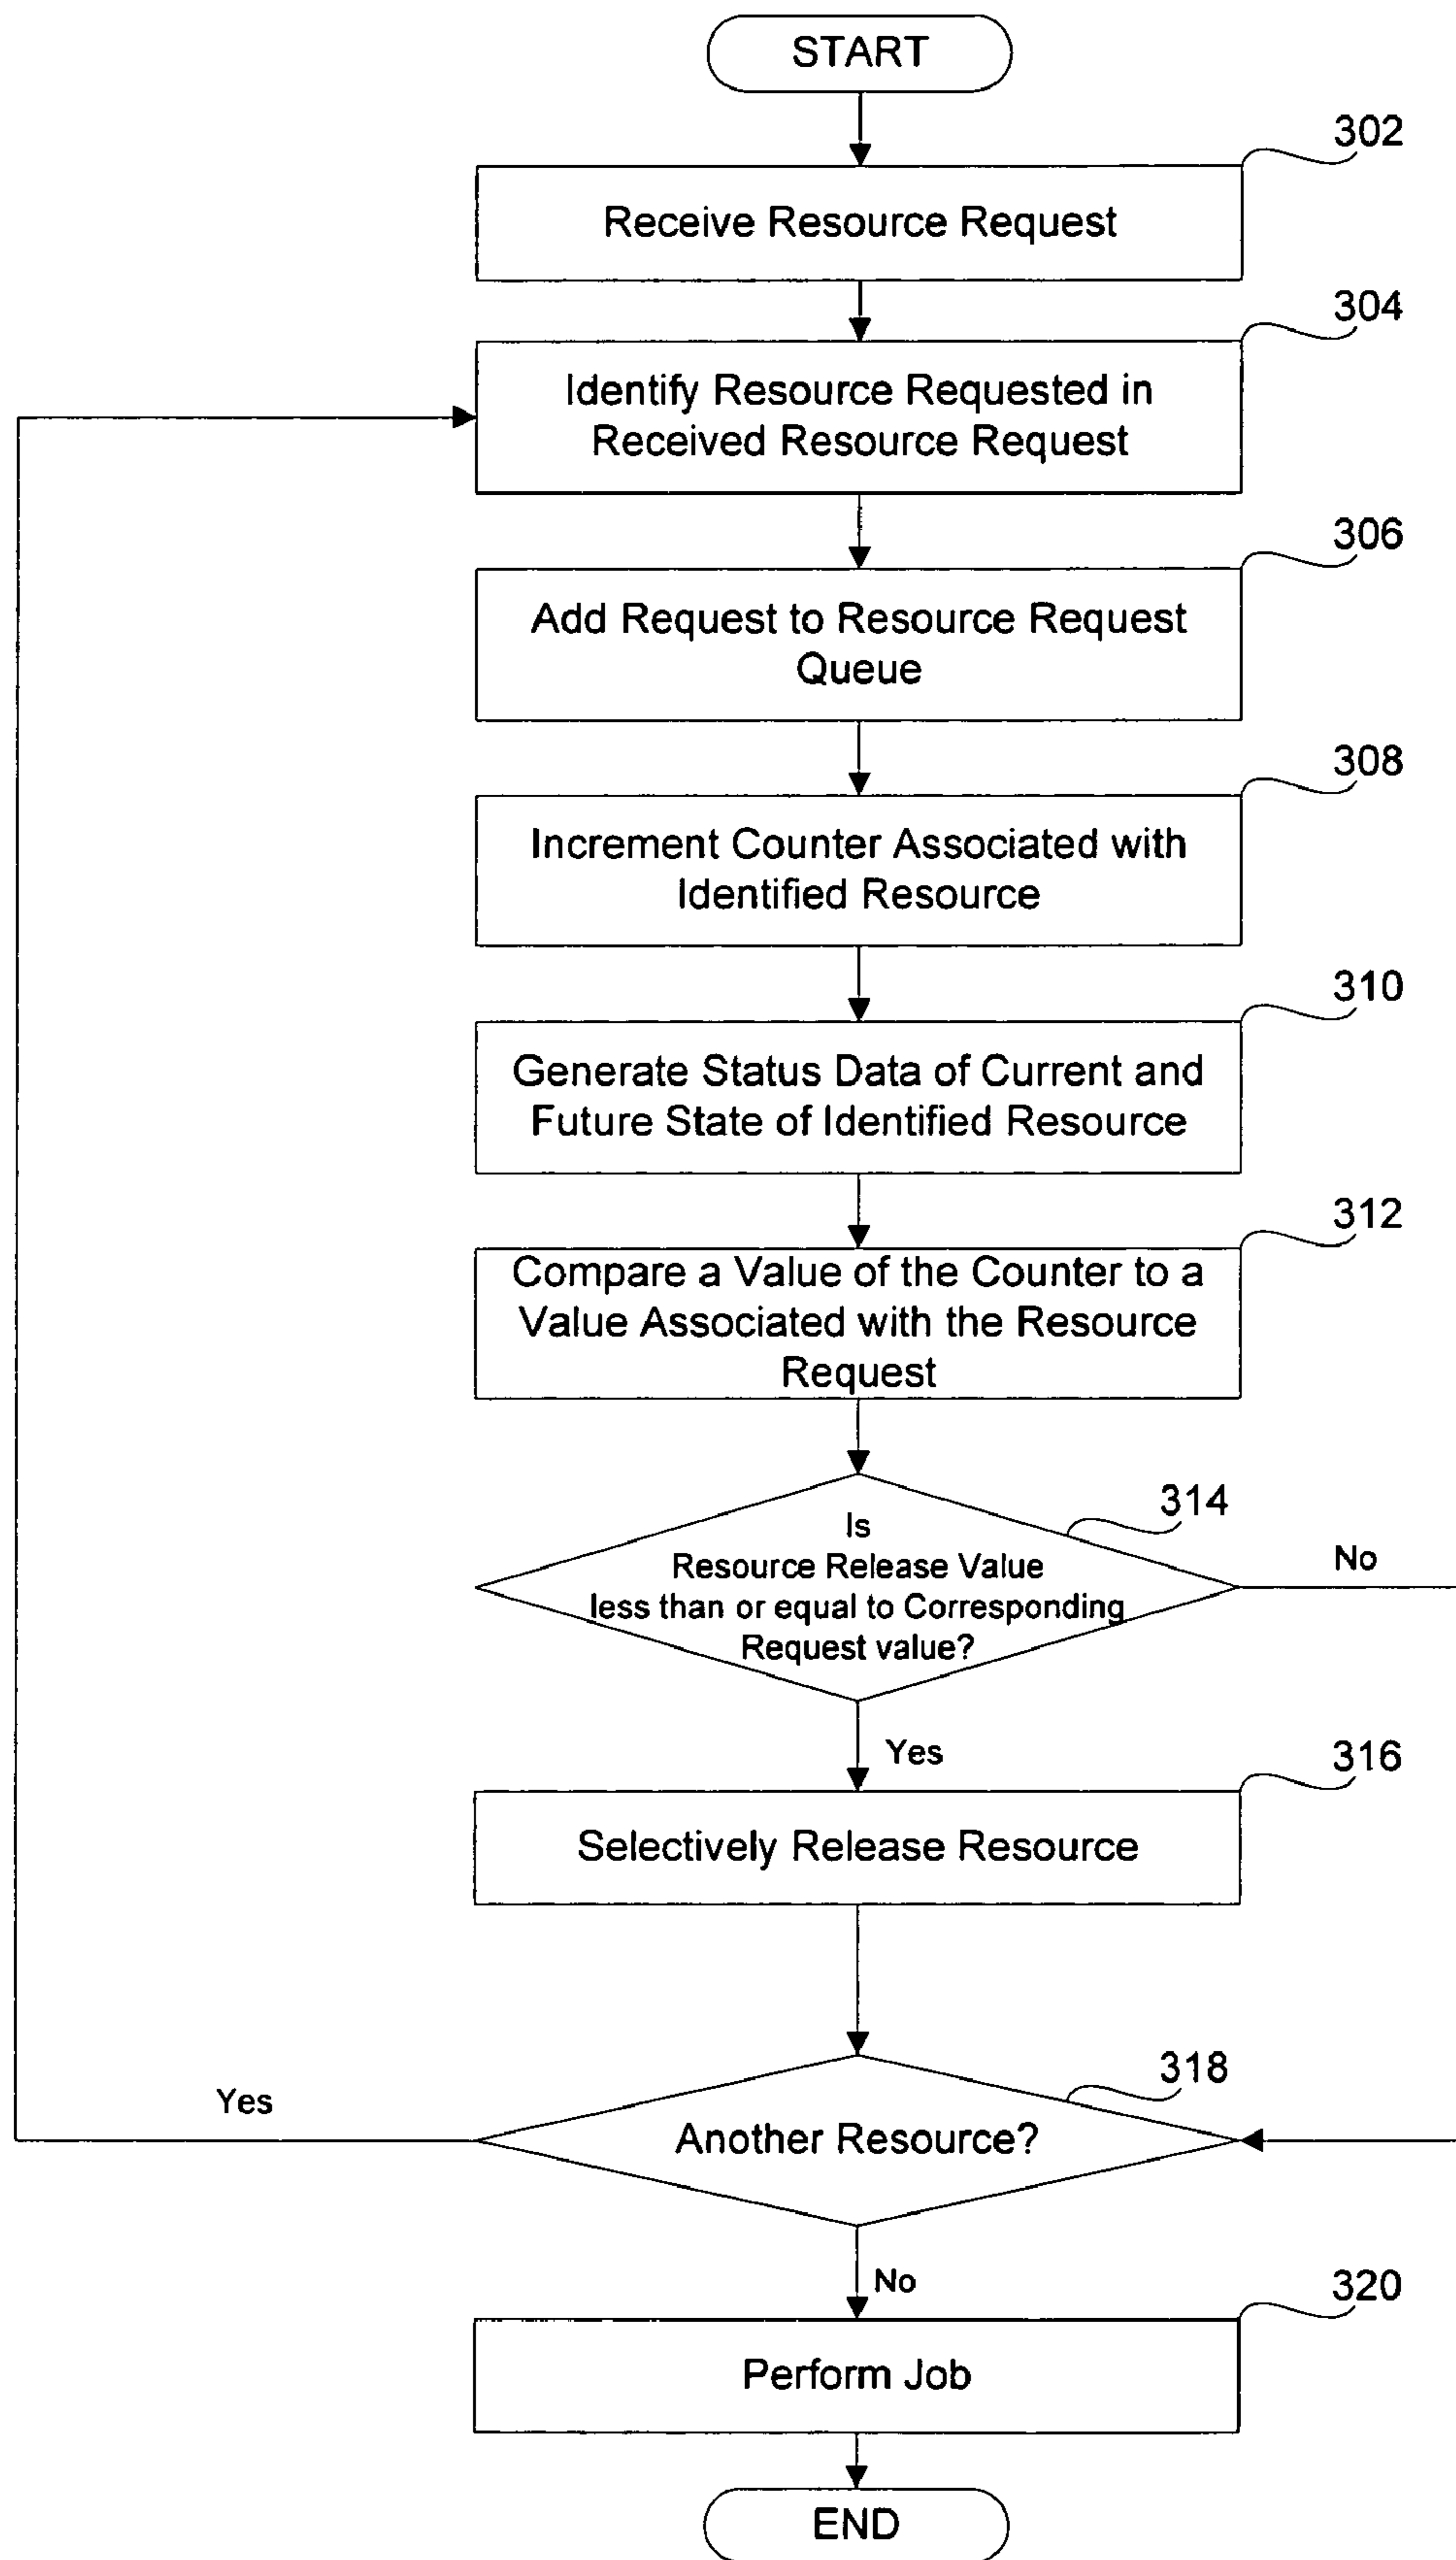 START
302
Receive Resource Request
304
Identify Resource Requested in
Received Resource Request
306
Add Request to Resource Request
Queue
308
Increment Counter Associated with
Identified Resource
310
Generate Status Data of Current and
Future State of Identified Resource
312
Compare a Value of the Counter to a
Value Associated with the Resource
Request
314
Is
Resource Release Value
less than or equal to Corresponding
Request value?
No
Yes
316
Selectively Release Resource
318
Another Resource?
Yes
No
320
Perform Job
END